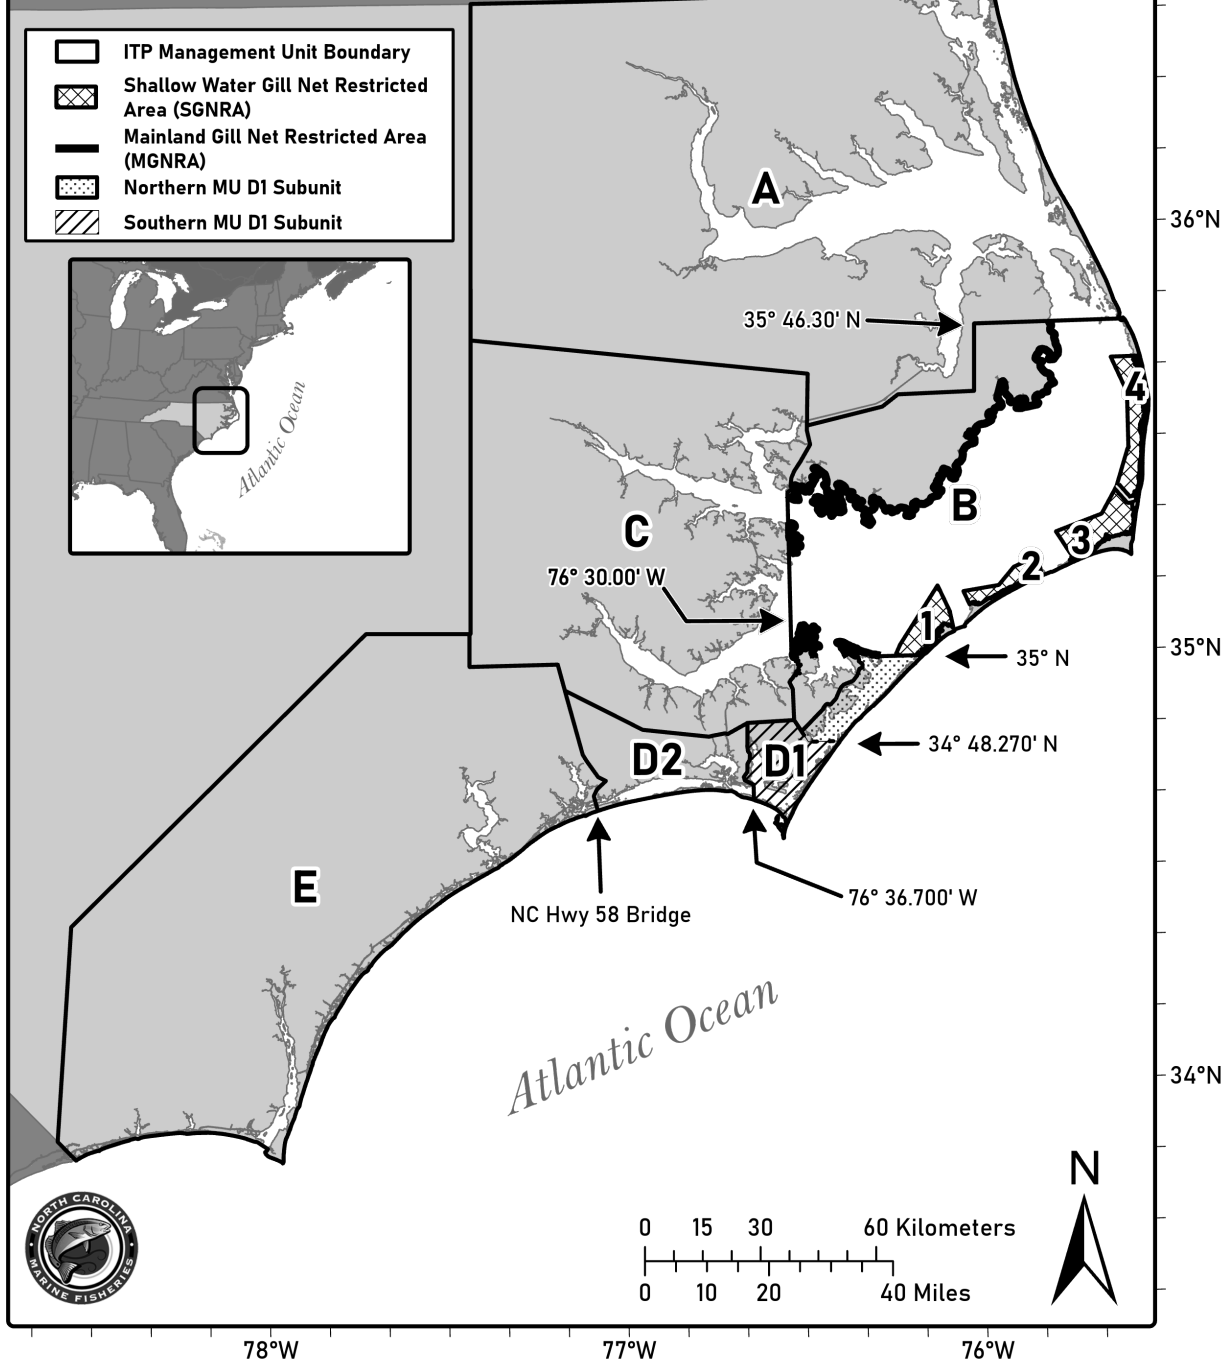 ITP Management Unit Boundary
Shallow Water Gill Net Restricted
Area (SGNRA)
Mainland Gill Net Restricted Area
(MGNRA)
Northern MU D1 Subunit
Southern MU D1 Subunit
Atlantic Ocean
A
36°N
35° 46.30' N
4
B
C
3
2
76° 30.00' W
1
35°N
35° N
34° 48.270' N
D2
D1
E
76° 36.700' W
NC Hwy 58 Bridge
Atlantic Ocean
34°N
N
NORTH CAROLINA
MARINE FISHERIES
0 15 30 60 Kilometers
0 10 20 40 Miles
78°W 77°W 76°W